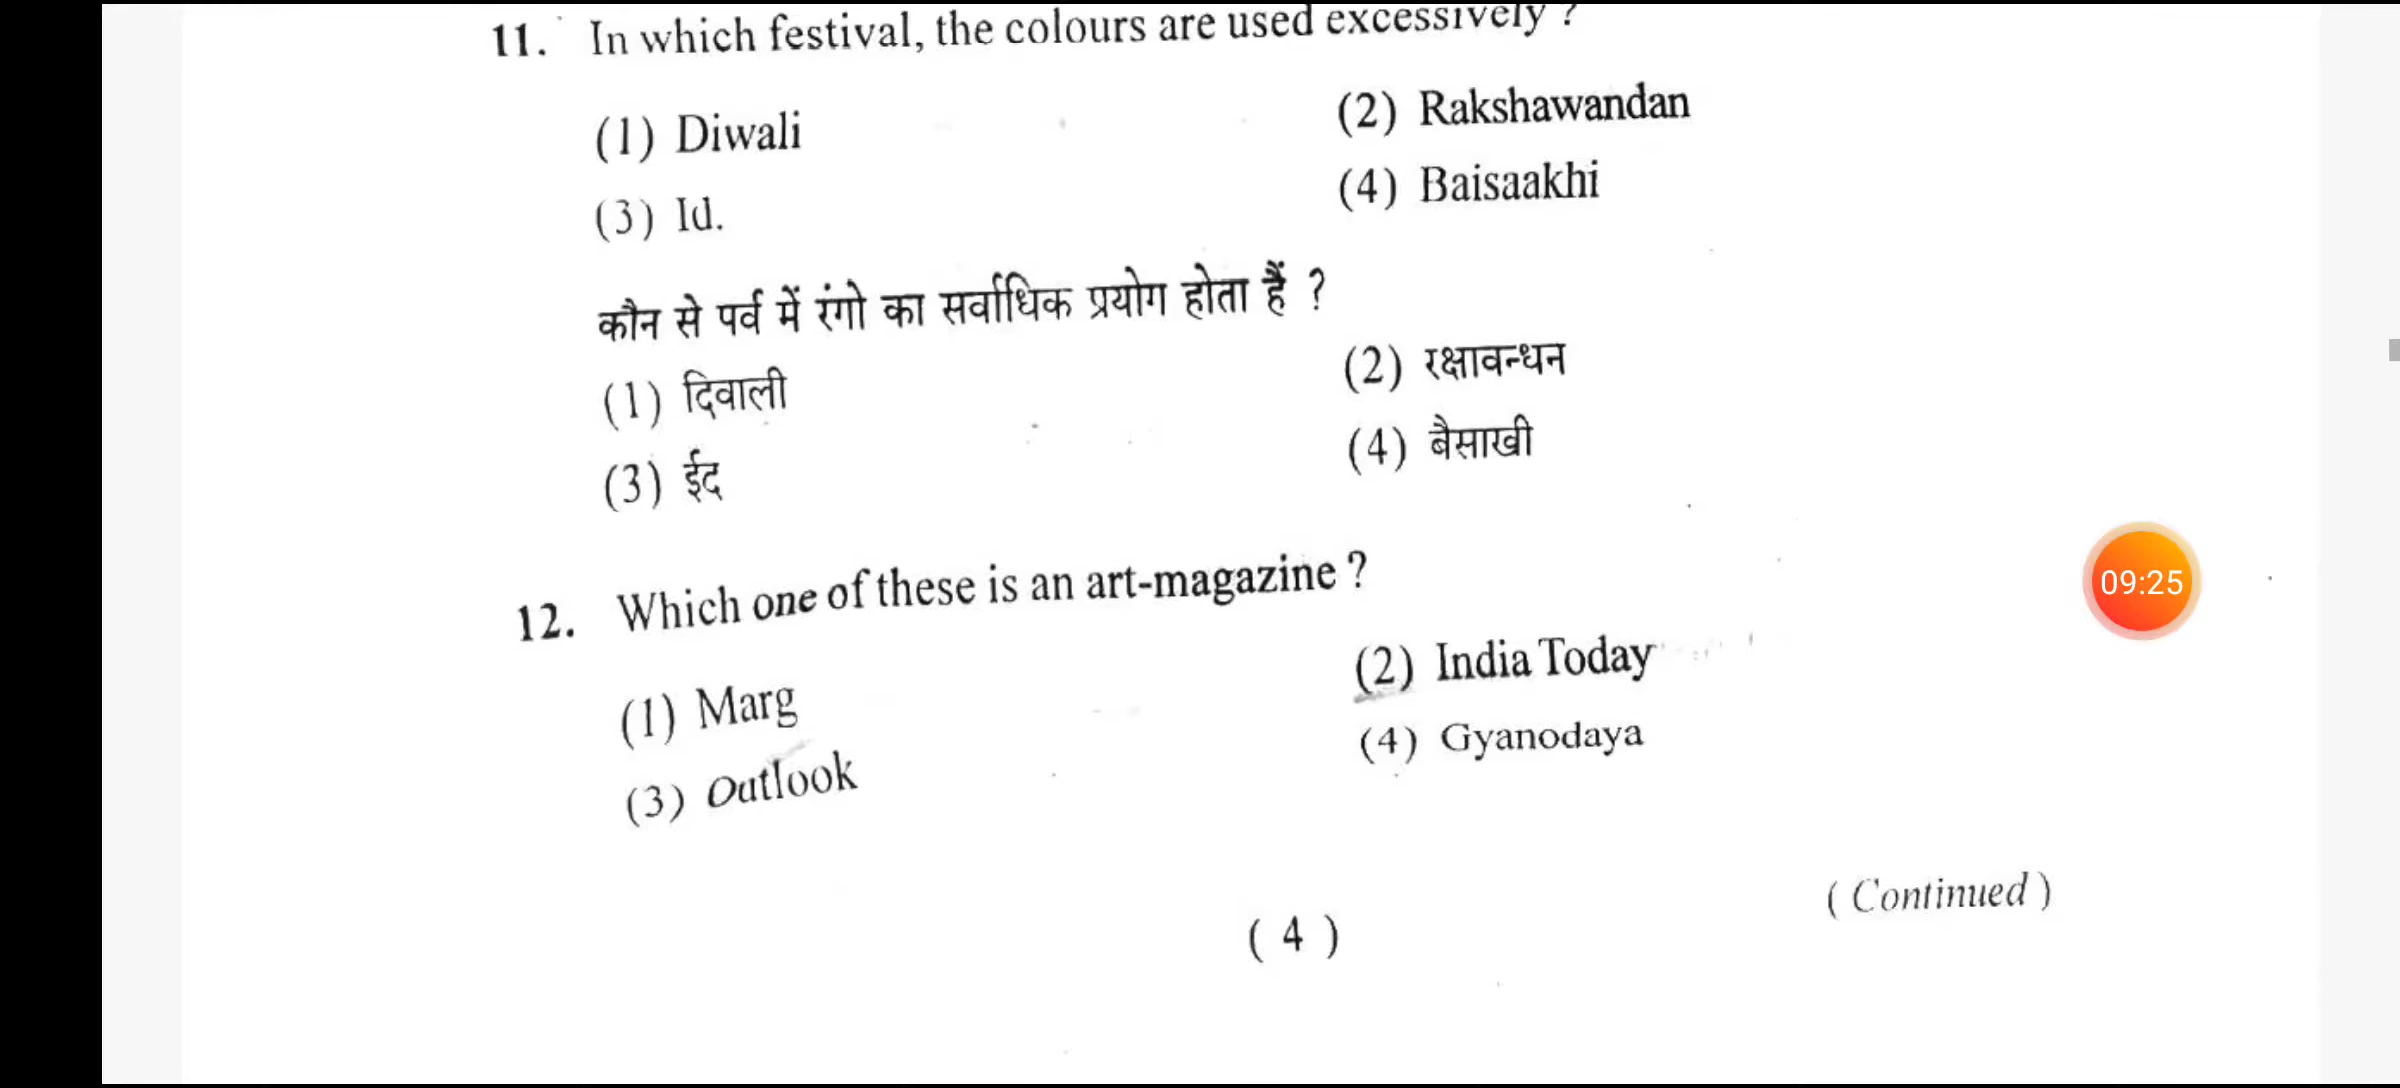 11. In which festival, the colours are used excessively ?
(1) Diwali (2) Rakshawandan
(3) Id. (4) Baisaakhi
कौन से पर्व में रंगो का सर्वाधिक प्रयोग होता हैं ?
(1) दिवाली (2) रक्षावन्धन
(3) ईद (4) बैसाखी
12. Which one of these is an art-magazine ?
09:25
(1) Marg (2) India Today
(3) Outlook (4) Gyanodaya
(Continued)
(4)